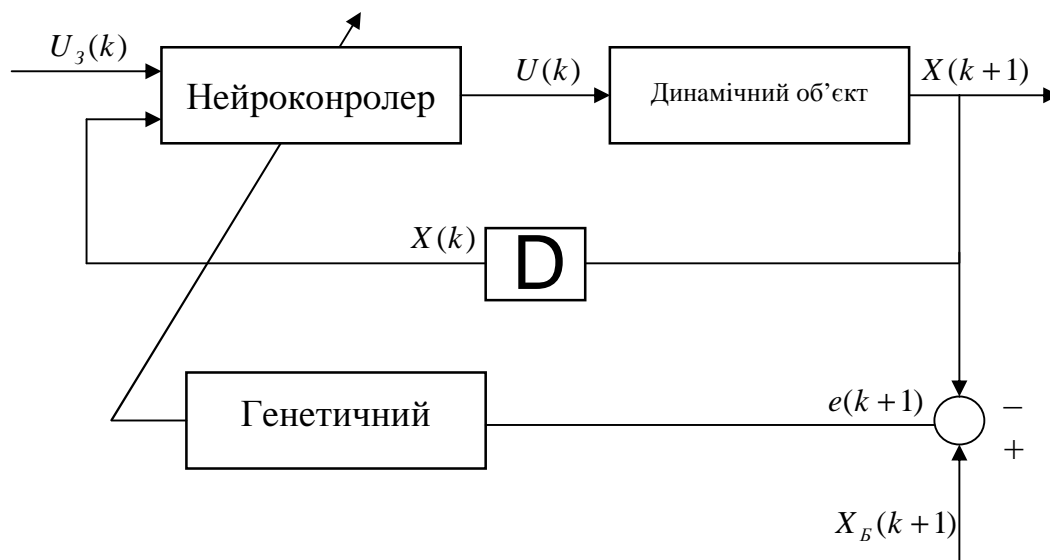 U_З(k)
Нейроконролер
U(k)
Динамічний об’єкт
X(k+1)
X(k)
D
Генетичний
e(k+1)
−
+
X_Б(k+1)